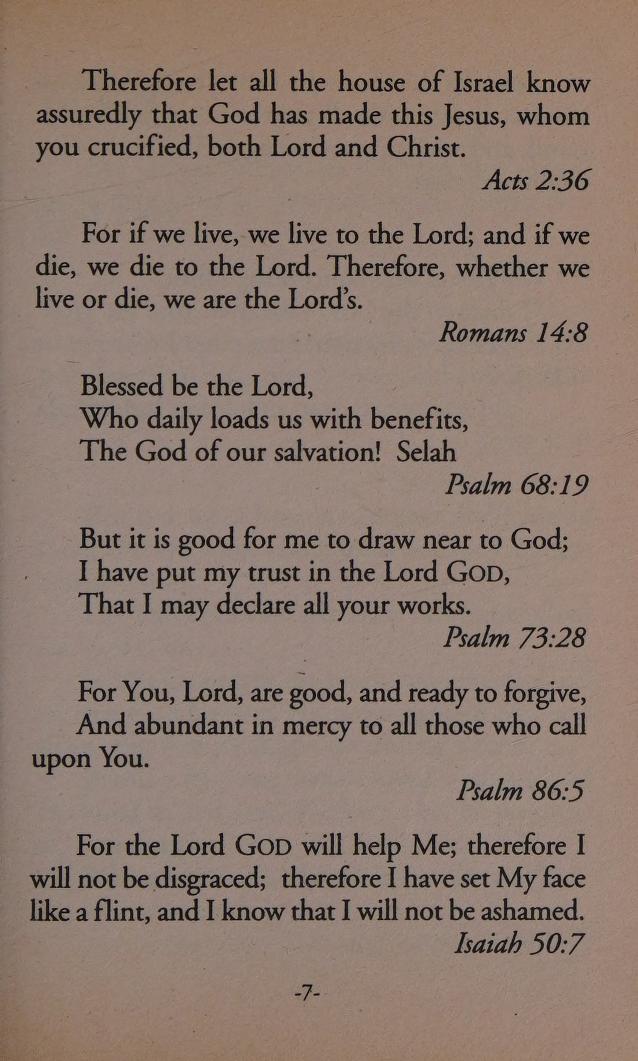 Therefore let all the house of Israel know
assuredly that God has made this Jesus, whom
you crucified, both Lord and Christ.
Acts 2:36
For if we live, we live to the Lord; and if we
die, we die to the Lord. Therefore, whether we
live or die, we are the Lord's.
Romans 14:8
Blessed be the Lord,
Who daily loads us with benefits,
The God of our salvation! Selah
Psalm 68:19
But it is good for me to draw near to God;
I have put my trust in the Lord GOD,
That I may declare all your works.
Psalm 73:28
For You, Lord, are good, and ready to forgive,
And abundant in mercy to all those who call
upon You.
Psalm 86:5
For the Lord GOD will help Me; therefore I
will not be disgraced; therefore I have set My face
like a flint, and I know that I will not be ashamed.
Isaiah 50:7
-7-